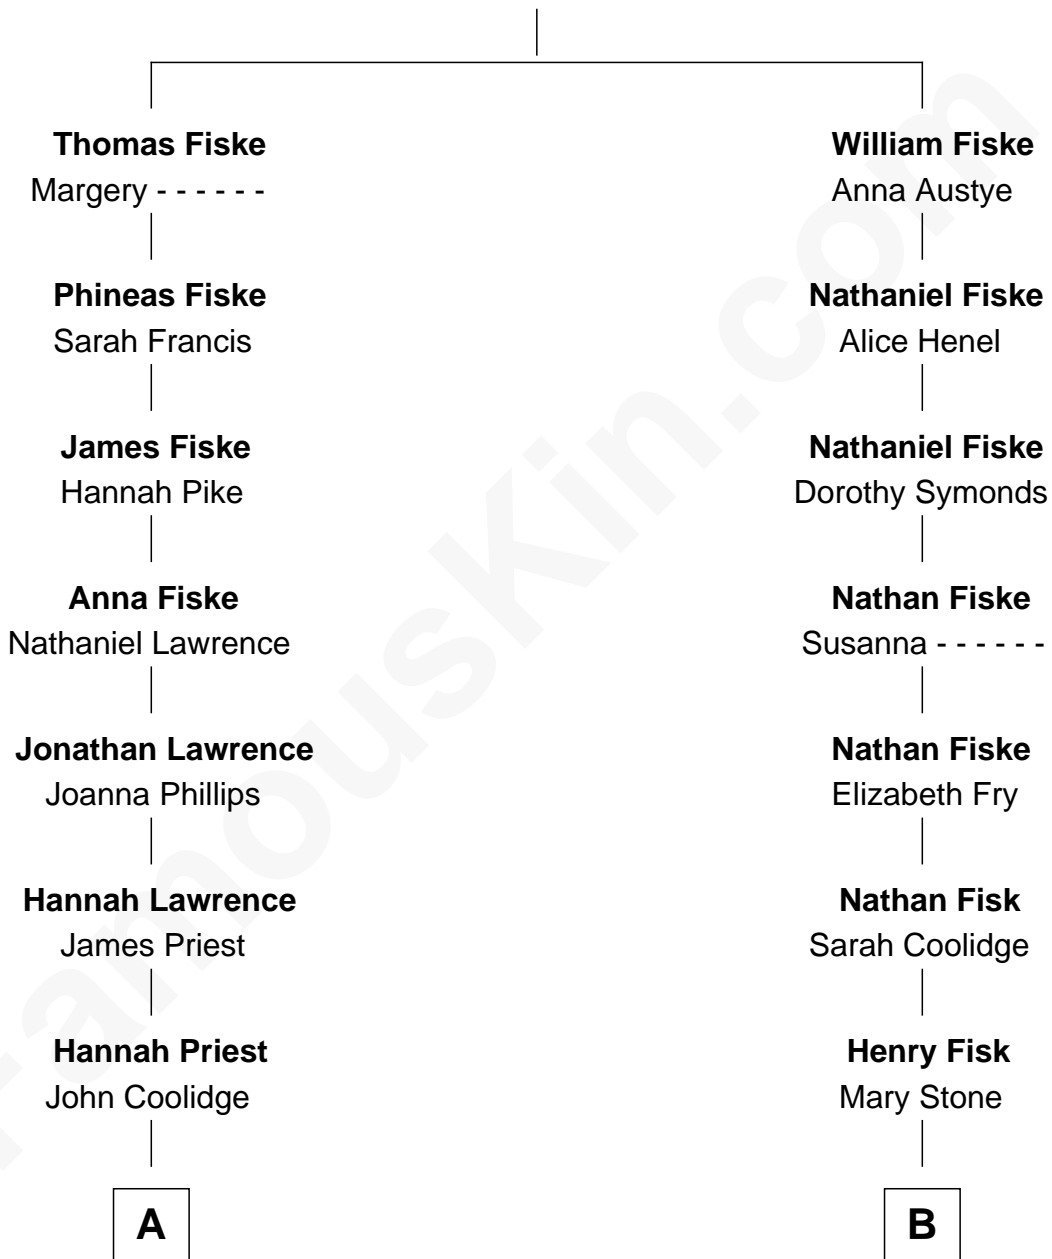 Thomas Fiske
Margery - - - - - -
William Fiske
Anna Austye
Phineas Fiske
Sarah Francis
Nathaniel Fiske
Alice Henel
James Fiske
Hannah Pike
Nathaniel Fiske
Dorothy Symonds
Anna Fiske
Nathaniel Lawrence
Nathan Fiske
Susanna - - - - - -
Jonathan Lawrence
Joanna Phillips
Nathan Fiske
Elizabeth Fry
Hannah Lawrence
James Priest
Nathan Fisk
Sarah Coolidge
Hannah Priest
John Coolidge
Henry Fisk
Mary Stone
A
B
FamousKin.com